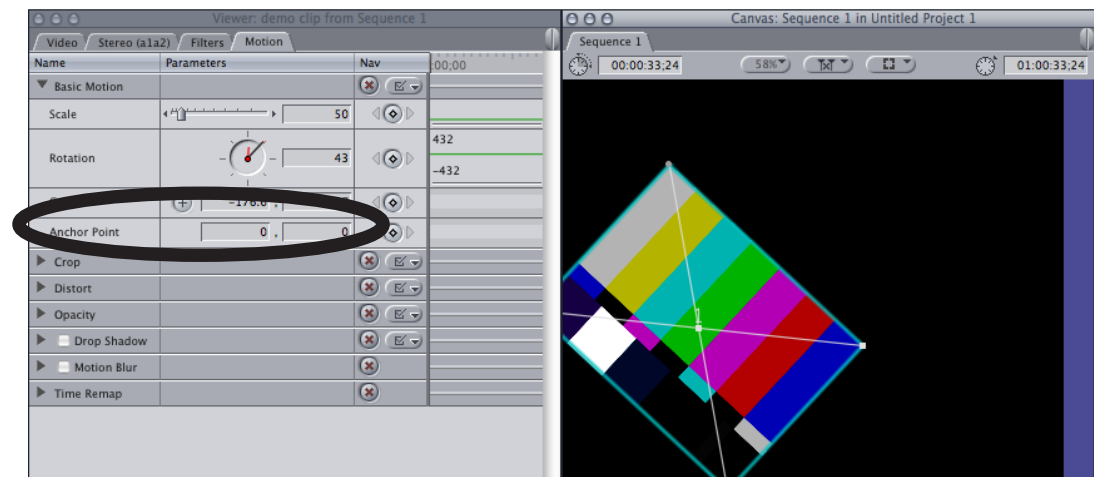 Viewer: demo clip from Sequence 1
Video Stereo (a1a2) Filters Motion
Name Parameters Nav :00;00
Basic Motion
Scale 50
Rotation 43 432
-432
-176.6 ,
Anchor Point 0 , 0
Crop
Distort
Opacity
Drop Shadow
Motion Blur
Time Remap
Canvas: Sequence 1 in Untitled Project 1
Sequence 1
00:00:33;24 58% 01:00:33;24
1